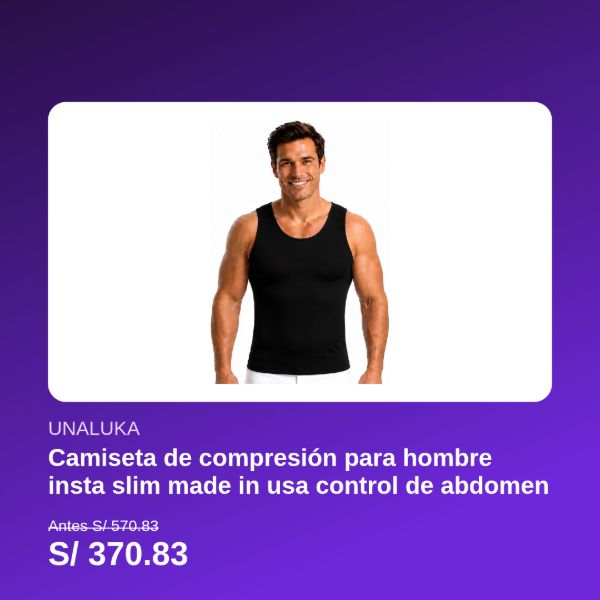 UNALUKA
Camiseta de compresión para hombre
insta slim made in usa control de abdomen
Antes S/ 570.83
S/ 370.83